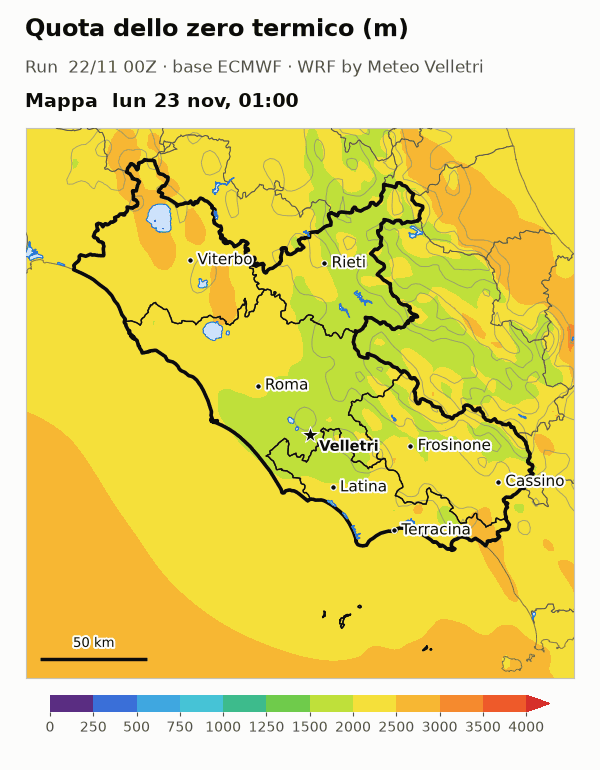 Quota dello zero termico (m)
Run  22/11 00Z · base ECMWF · WRF by Meteo Velletri
Mappa  lun 23 nov, 01:00
Viterbo
Rieti
Roma
Velletri
Frosinone
Cassino
Latina
Terracina
50 km
0 250 500 750 1000 1250 1500 2000 2500 3000 3500 4000